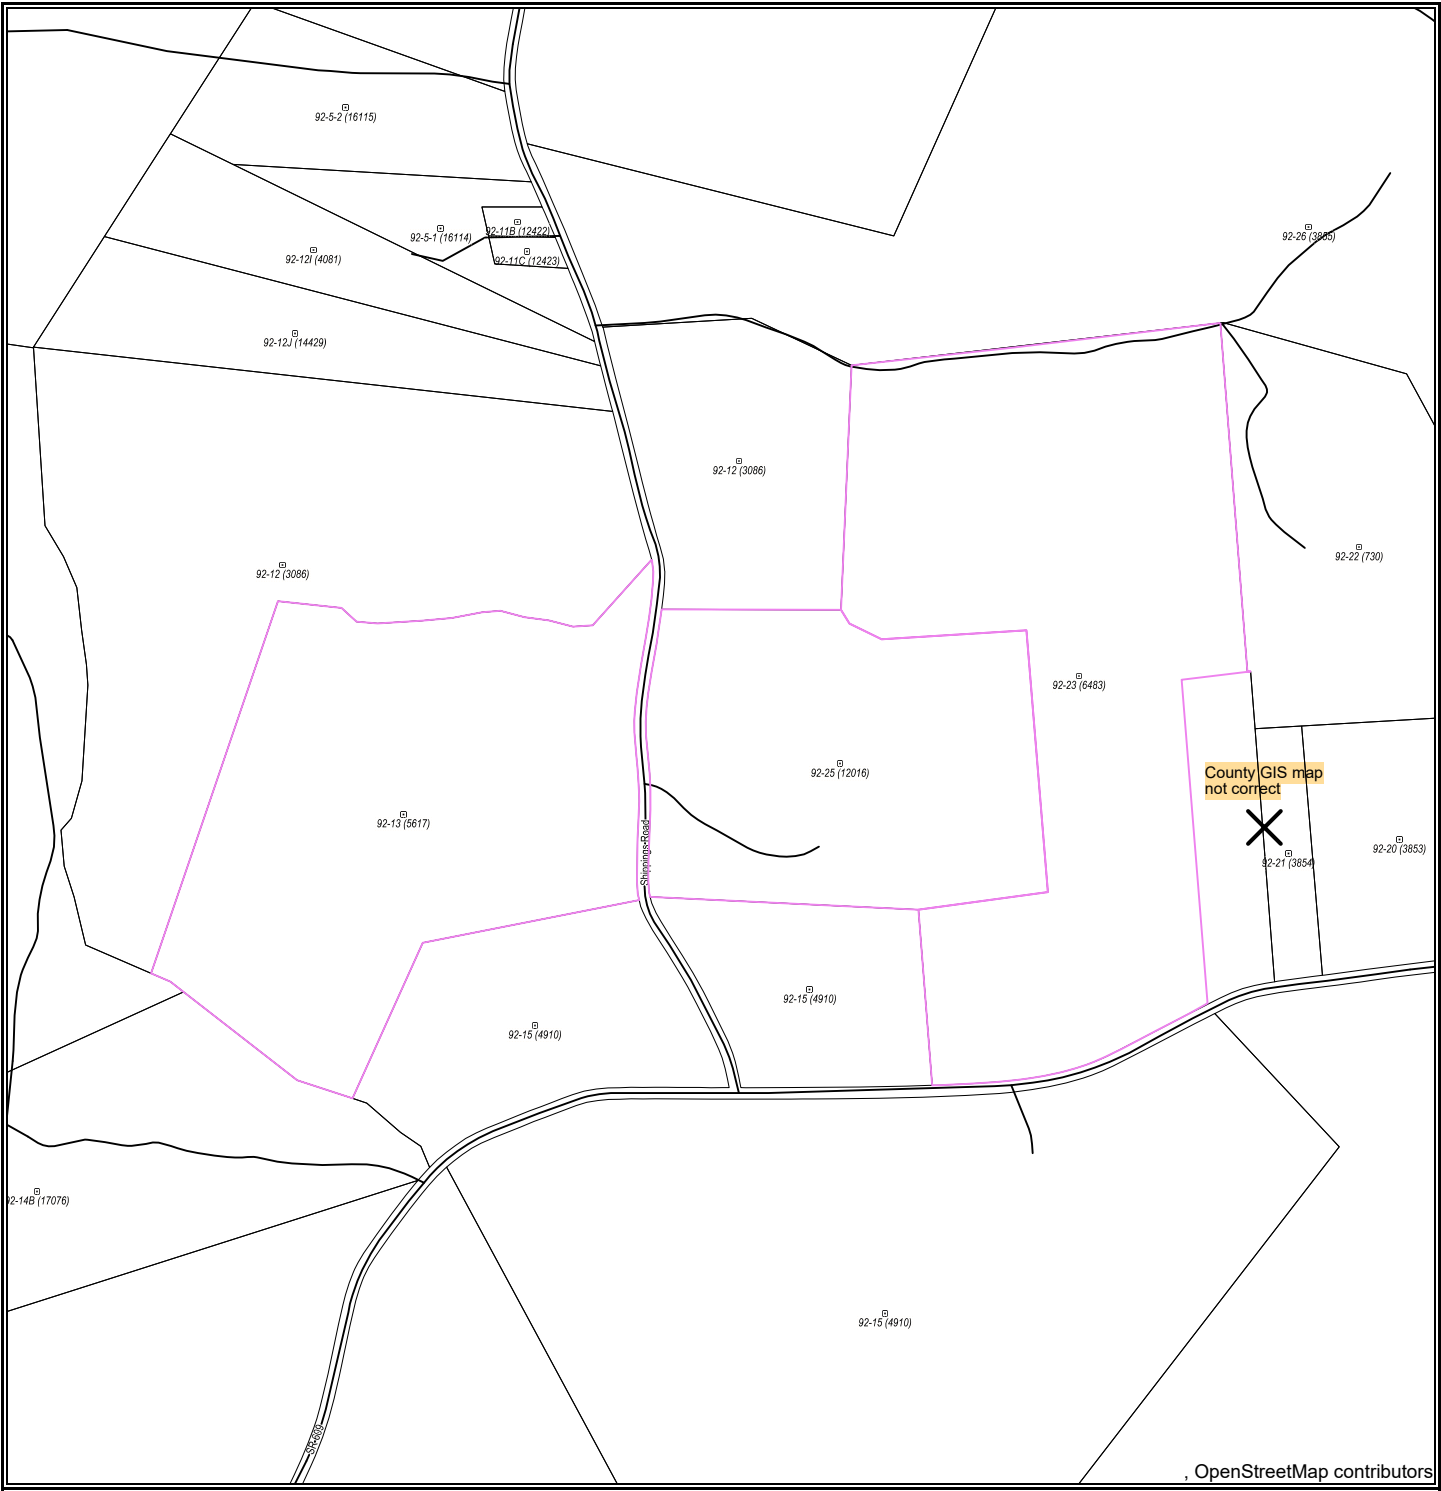 92-5-2 (16115)
92-11B (12422)
92-5-1 (16114)
92-26 (3885)
92-12I (4081)
92-11C (12423)
92-12J (14429)
92-12 (3086)
92-22 (730)
92-12 (3086)
92-23 (6483)
92-25 (12016)
County GIS map
not correct
92-13 (5617)
Shippings Road
92-20 (3853)
92-21 (3854)
92-15 (4910)
92-15 (4910)
92-14B (17076)
92-15 (4910)
SR-609
, OpenStreetMap contributors